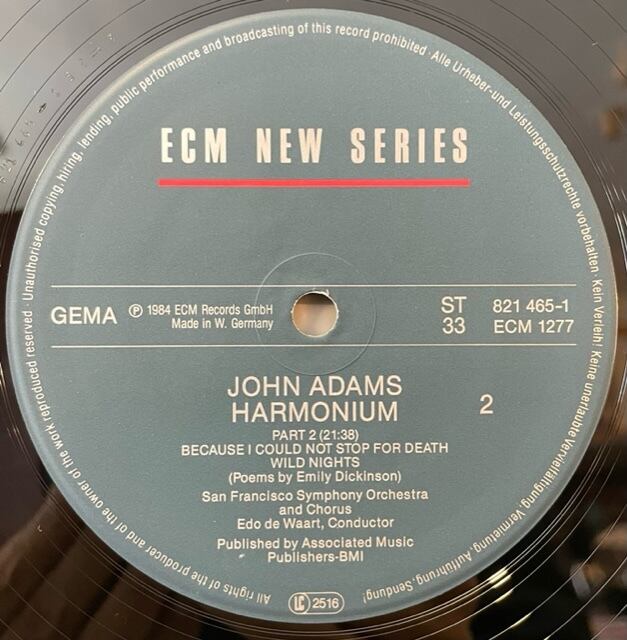 All rights of the producer and of the owner of the work reproduced reserved · Unauthorised copying, hiring, lending, public performance and broadcasting of this record prohibited · Alle Urheber- und Leistungsschutzrechte vorbehalten · Kein Verleih! Keine unerlaubte Vervielfältigung, Vermietung, Aufführung, Sendung!
ECM NEW SERIES
GEMA
℗ 1984 ECM Records GmbH
Made in W. Germany
ST
33
821 465-1
ECM 1277
JOHN ADAMS
HARMONIUM
2
PART 2 (21:38)
BECAUSE I COULD NOT STOP FOR DEATH
WILD NIGHTS
(Poems by Emily Dickinson)
San Francisco Symphony Orchestra
and Chorus
Edo de Waart, Conductor
Published by Associated Music
Publishers-BMI
LC 2516